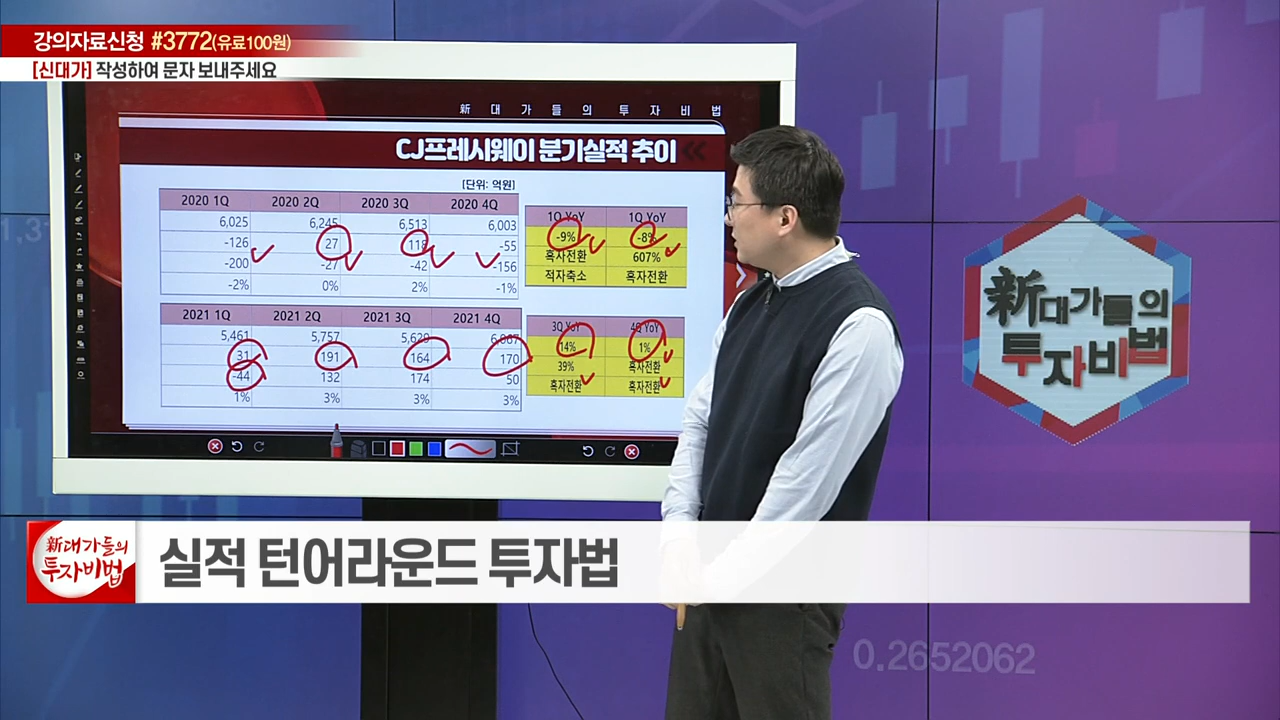 강의자료신청 #3772(유료100원)
[신대가] 작성하여 문자 보내주세요
新 대 가 들 의 투 자 비 법
CJ프레시웨이 분기실적 추이
[단위: 억원]
2020 1Q 2020 2Q 2020 3Q 2020 4Q
6,025 6,245 6,513 6,003
-126 27 118 -55
-200 -27 -42 -156
-2% 0% 2% -1%
1Q YoY 1Q YoY
-9% -8%
흑자전환 607%
적자축소 흑자전환
2021 1Q 2021 2Q 2021 3Q 2021 4Q
5,461 5,757 5,629
31 191 164 170
-44 132 174 50
1% 3% 3% 3%
3Q YoY 4Q YoY
14% 1%
39% 흑자전환
흑자전환 흑자전환
新대가들의
투자비법
新대가들의
투자비법
실적 턴어라운드 투자법
0.2652062